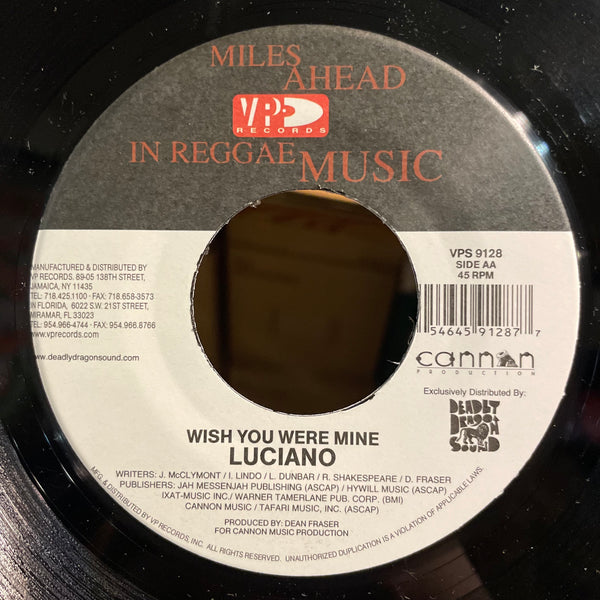 MILES
AHEAD
VP
RECORDS
IN REGGAE MUSIC
VPS 9128
SIDE AA
45 RPM
MANUFACTURED & DISTRIBUTED BY
VP RECORDS. 89-05 138TH STREET,
JAMAICA, NY 11435
TEL: 718.425.1100 · FAX: 718.658-3573
IN FLORIDA, 6022 S.W. 21ST STREET,
MIRAMAR, FL 33023
TEL: 954.966-4744 · FAX: 954.966.8766
www.vprecords.com
www.deadlydragonsound.com
54645 91287 7
cannon
PRODUCTION
Exclusively Distributed By:
DEADLY
DRAGON
SOUND
WISH YOU WERE MINE
LUCIANO
WRITERS: J. McCLYMONT / I. LINDO / L. DUNBAR / R. SHAKESPEARE / D. FRASER
PUBLISHERS: JAH MESSENJAH PUBLISHING (ASCAP) / HYWILL MUSIC (ASCAP)
IXAT-MUSIC INC./ WARNER TAMERLANE PUB. CORP. (BMI)
CANNON MUSIC / TAFARI MUSIC, INC. (ASCAP)
PRODUCED BY: DEAN FRASER
FOR CANNON MUSIC PRODUCTION
MFG. & DISTRIBUTED BY VP RECORDS, INC. ALL RIGHTS RESERVED. UNAUTHORIZED DUPLICATION IS A VIOLATION OF APPLICABLE LAWS.